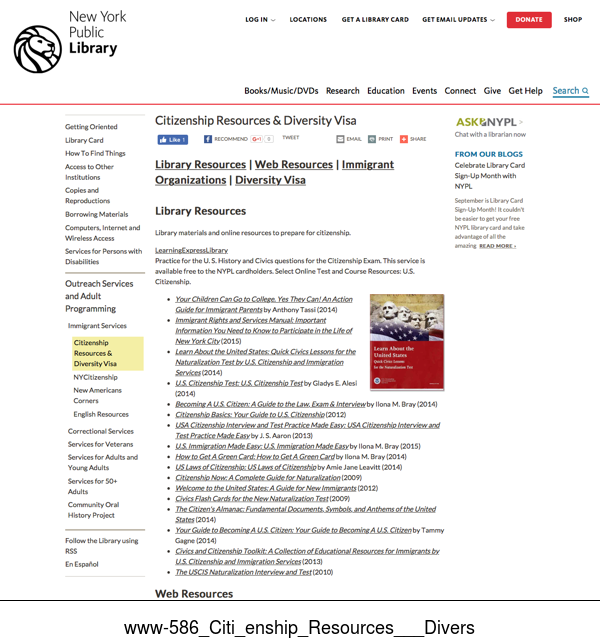 New York
Public
Library
LOG IN
LOCATIONS
GET A LIBRARY CARD
GET EMAIL UPDATES
DONATE
SHOP
Books/Music/DVDs
Research
Education
Events
Connect
Give
Get Help
Search
Getting Oriented
Library Card
How To Find Things
Access to Other
Institutions
Copies and
Reproductions
Borrowing Materials
Computers, Internet and
Wireless Access
Services for Persons with
Disabilities
Outreach Services
and Adult
Programming
Immigrant Services
Citizenship
Resources &
Diversity Visa
NYCitizenship
New Americans
Corners
English Resources
Correctional Services
Services for Veterans
Services for Adults and
Young Adults
Services for 50+
Adults
Community Oral
History Project
Follow the Library using
RSS
En Español
Citizenship Resources & Diversity Visa
Like 1
RECOMMEND
G+1 0
TWEET
EMAIL
PRINT
SHARE
Library Resources | Web Resources | Immigrant
Organizations | Diversity Visa
Library Resources
Library materials and online resources to prepare for citizenship.
LearningExpressLibrary
Practice for the U. S. History and Civics questions for the Citizenship Exam. This service is
available free to the NYPL cardholders. Select Online Test and Course Resources: U.S.
Citizenship.
• Your Children Can Go to College, Yes They Can! An Action
Guide for Immigrant Parents by Anthony Tassi (2014)
• Immigrant Rights and Services Manual: Important
Information You Need to Know to Participate in the Life of
New York City (2015)
• Learn About the United States: Quick Civics Lessons for the
Naturalization Test by U.S. Citizenship and Immigration
Services (2014)
• U.S. Citizenship Test: U.S. Citizenship Test by Gladys E. Alesi
(2014)
• Becoming A U.S. Citizen: A Guide to the Law, Exam & Interview by Ilona M. Bray (2014)
• Citizenship Basics: Your Guide to U.S. Citizenship (2012)
• USA Citizenship Interview and Test Practice Made Easy: USA Citizenship Interview and
Test Practice Made Easy by J. S. Aaron (2013)
• U.S. Immigration Made Easy: U.S. Immigration Made Easy by Ilona M. Bray (2015)
• How to Get A Green Card: How to Get A Green Card by Ilona M. Bray (2014)
• US Laws of Citizenship: US Laws of Citizenship by Amie Jane Leavitt (2014)
• Citizenship Now: A Complete Guide for Naturalization (2009)
• Welcome to the United States: A Guide for New Immigrants (2012)
• Civics Flash Cards for the New Naturalization Test (2009)
• The Citizen's Almanac: Fundamental Documents, Symbols, and Anthems of the United
States (2014)
• Your Guide to Becoming A U.S. Citizen: Your Guide to Becoming A U.S. Citizen by Tammy
Gagne (2014)
• Civics and Citizenship Toolkit: A Collection of Educational Resources for Immigrants by
U.S. Citizenship and Immigration Services (2013)
• The USCIS Naturalization Interview and Test (2010)
Learn About the
United States
Quick Civics Lessons
for the Naturalization Test
Web Resources
ASKNYPL >
Chat with a librarian now
FROM OUR BLOGS
Celebrate Library Card
Sign-Up Month with
NYPL
September is Library Card
Sign-Up Month! It couldn't
be easier to get your free
NYPL library card and take
advantage of all the
amazing READ MORE ›
www-586_Citi_enship_Resources___Divers